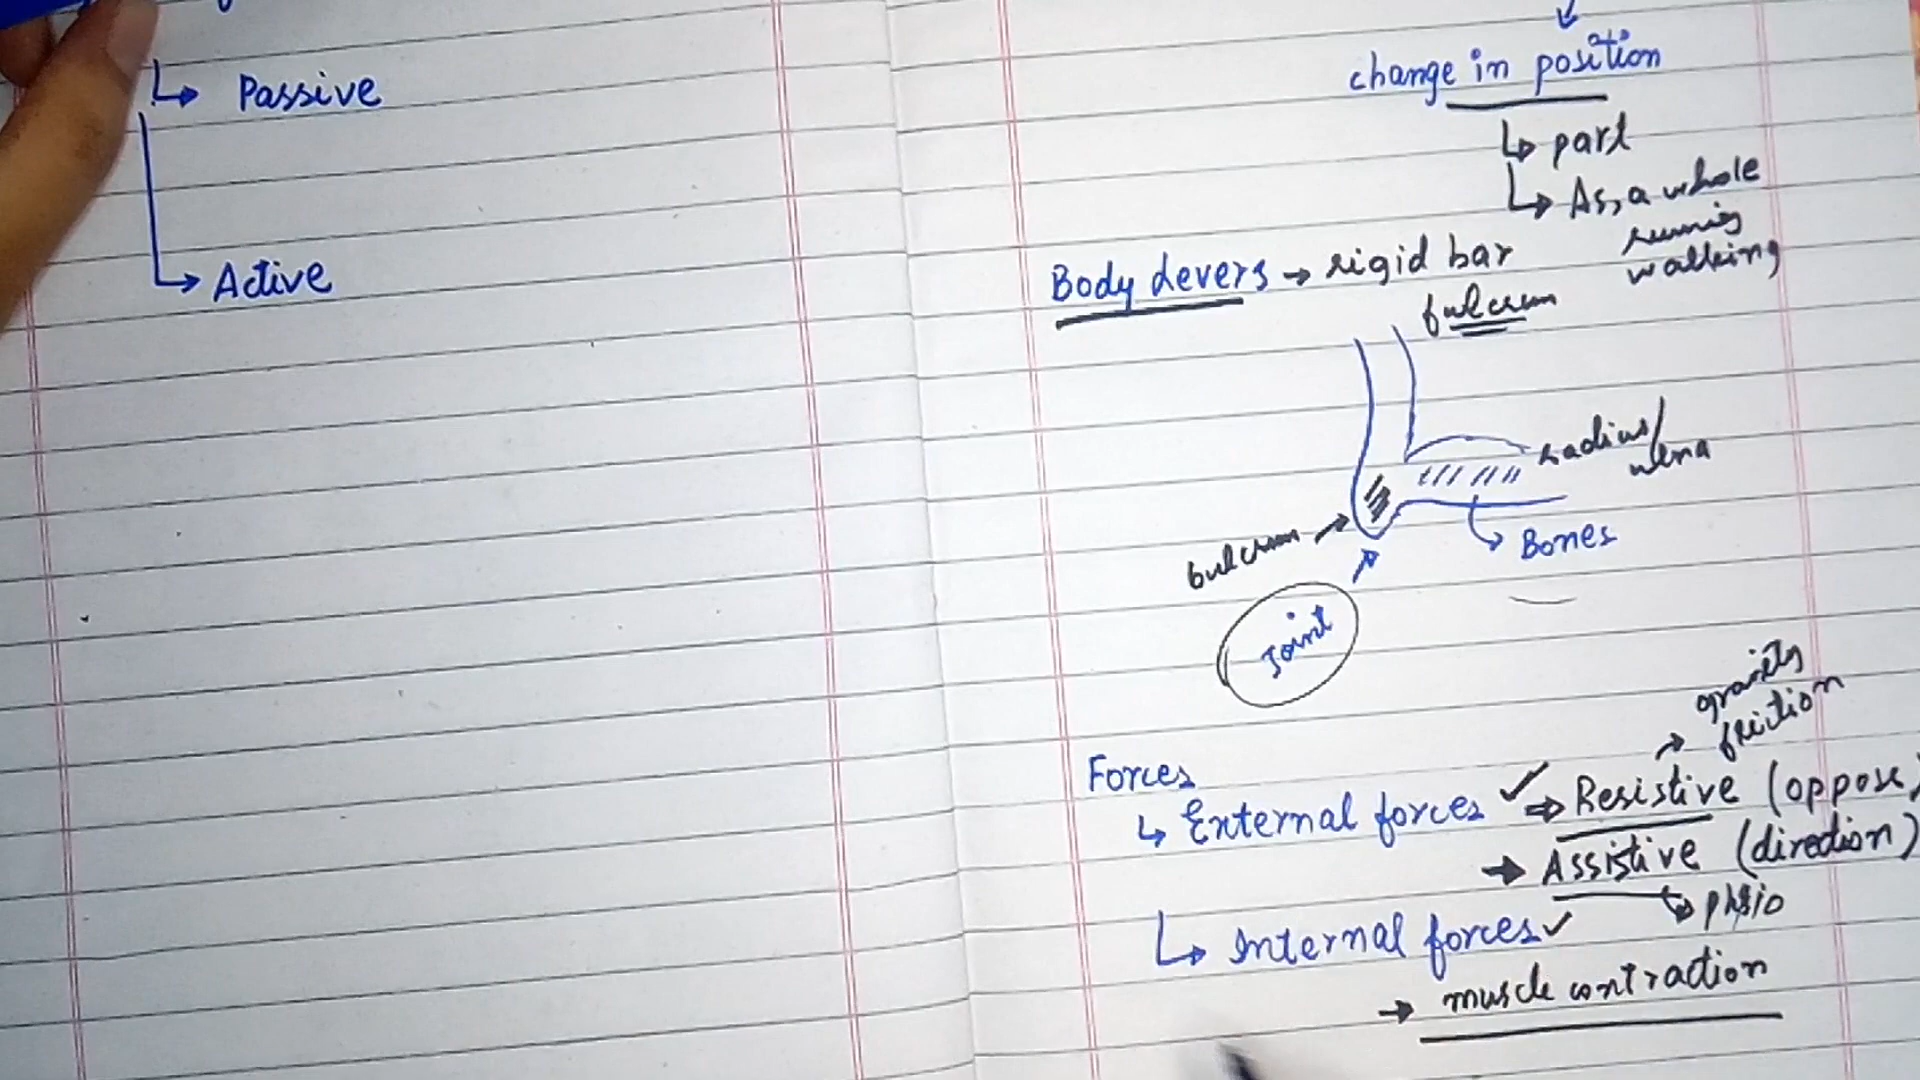 ↳ Passive
↳ Active
change in position
↳ part
↳ As, a whole
running
walking
Body Levers → rigid bar
fulcrum
radius/
ulna
fulcrum →
Bones
Joint
gravity
friction
Forces
↳ External forces ✓ ⇒ Resistive (oppose)
→ Assistive (direction)
↳ physio
↳ Internal forces ✓
→ muscle contraction